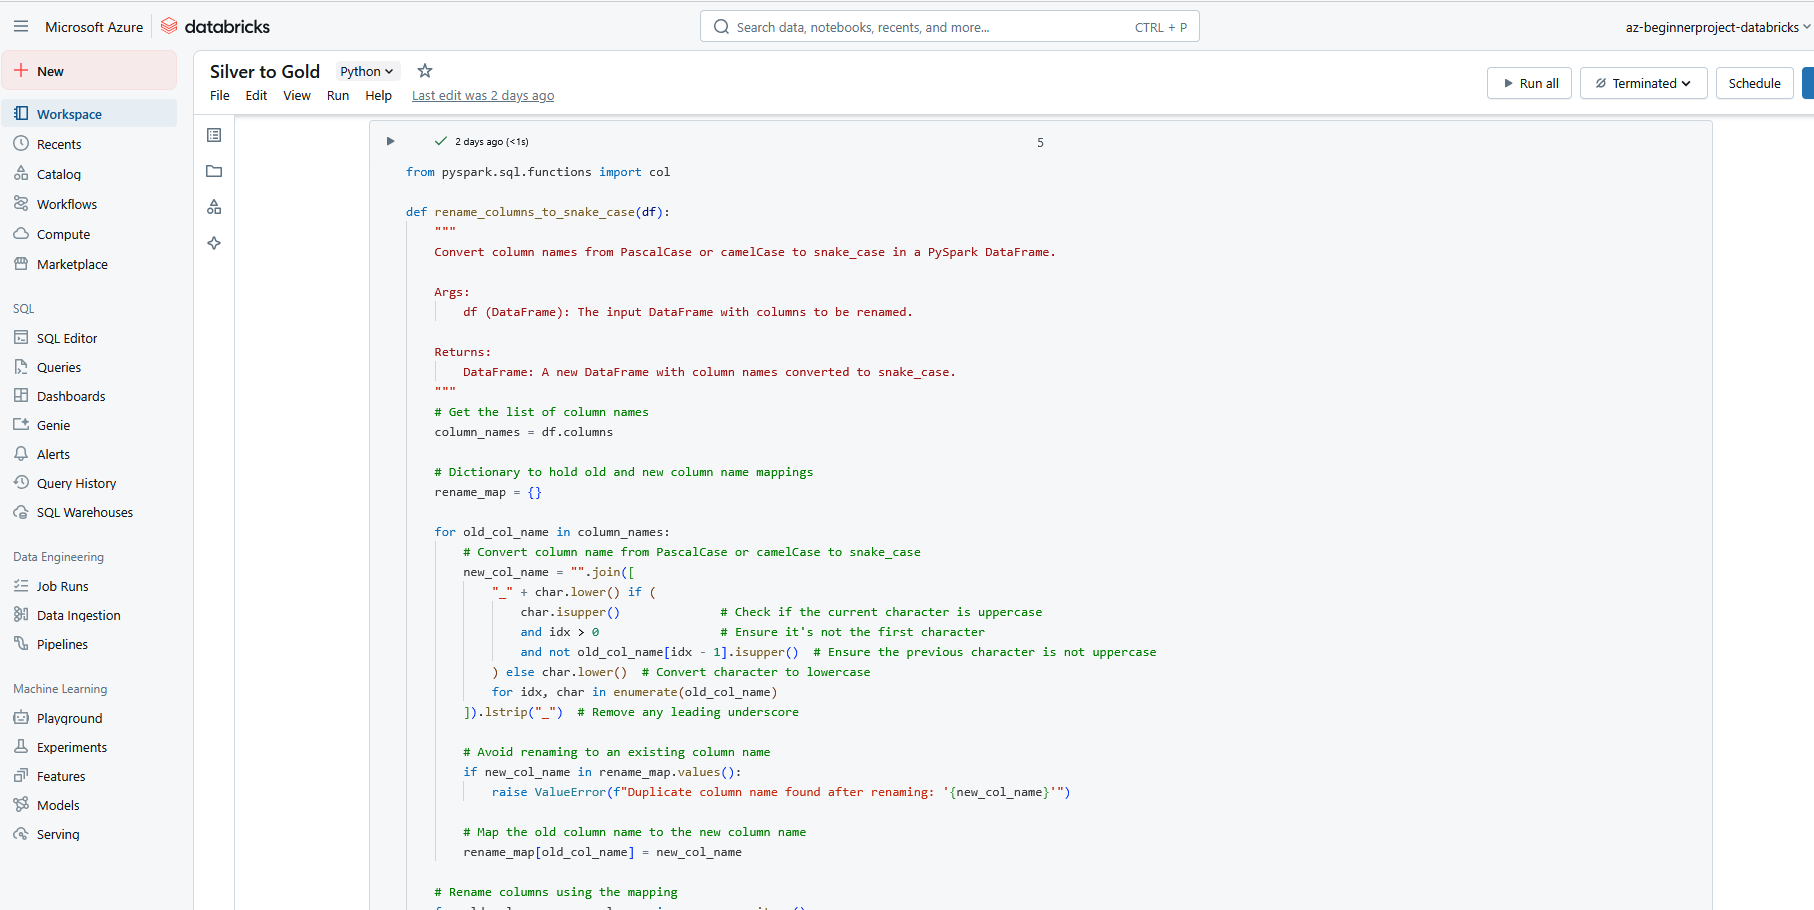 Microsoft Azure
databricks
Search data, notebooks, recents, and more...
CTRL + P
az-beginnerproject-databricks
New
Workspace
Recents
Catalog
Workflows
Compute
Marketplace
SQL
SQL Editor
Queries
Dashboards
Genie
Alerts
Query History
SQL Warehouses
Data Engineering
Job Runs
Data Ingestion
Pipelines
Machine Learning
Playground
Experiments
Features
Models
Serving
Silver to Gold
Python
File Edit View Run Help Last edit was 2 days ago
Run all
Terminated
Schedule
2 days ago (<1s)
5
from pyspark.sql.functions import col
def rename_columns_to_snake_case(df):
"""
Convert column names from PascalCase or camelCase to snake_case in a PySpark DataFrame.
Args:
df (DataFrame): The input DataFrame with columns to be renamed.
Returns:
DataFrame: A new DataFrame with column names converted to snake_case.
"""
# Get the list of column names
column_names = df.columns
# Dictionary to hold old and new column name mappings
rename_map = {}
for old_col_name in column_names:
# Convert column name from PascalCase or camelCase to snake_case
new_col_name = "".join([
"_" + char.lower() if (
char.isupper() # Check if the current character is uppercase
and idx > 0 # Ensure it's not the first character
and not old_col_name[idx - 1].isupper() # Ensure the previous character is not uppercase
) else char.lower() # Convert character to lowercase
for idx, char in enumerate(old_col_name)
]).lstrip("_") # Remove any leading underscore
# Avoid renaming to an existing column name
if new_col_name in rename_map.values():
raise ValueError(f"Duplicate column name found after renaming: '{new_col_name}'")
# Map the old column name to the new column name
rename_map[old_col_name] = new_col_name
# Rename columns using the mapping